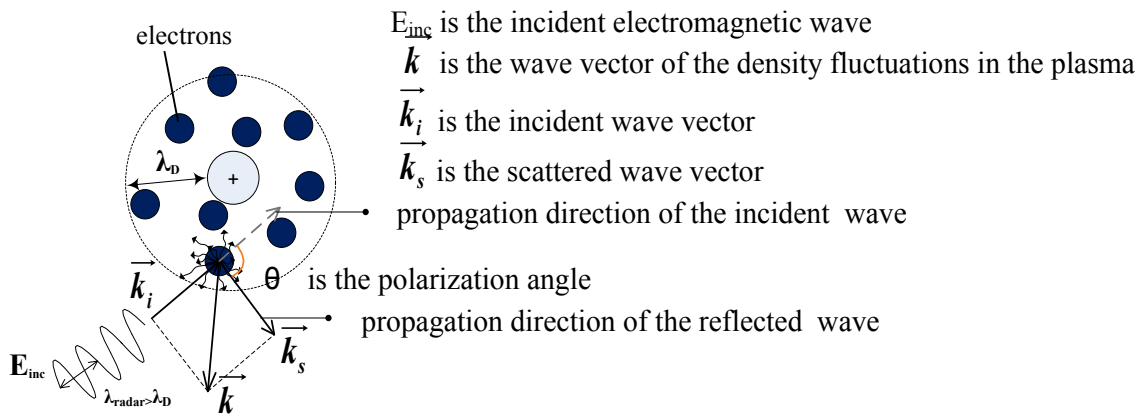 electrons
E_inc is the incident electromagnetic wave
k is the wave vector of the density fluctuations in the plasma
k_i is the incident wave vector
k_s is the scattered wave vector
λ_D
+
propagation direction of the incident wave
θ is the polarization angle
k_i
propagation direction of the reflected wave
k_s
E_inc
λ_radar>λ_D
k